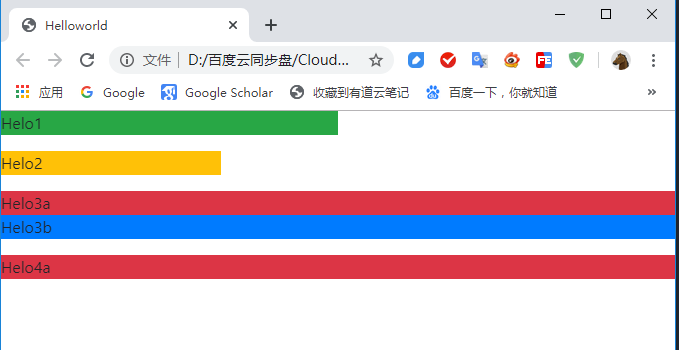 Helloworld
文件 D:/百度云同步盘/Cloud...
应用 Google Google Scholar 收藏到有道云笔记 百度一下，你就知道
Helo1
Helo2
Helo3a
Helo3b
Helo4a